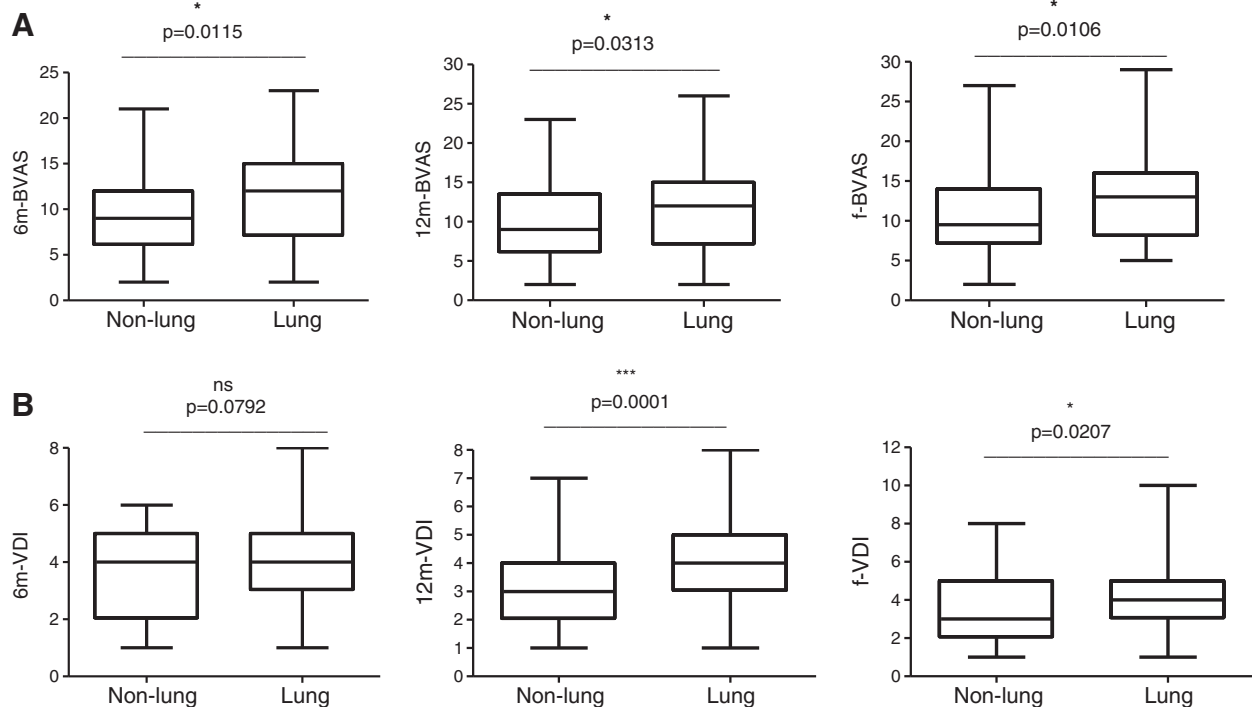 A
*
p=0.0115
25
20
15
10
5
0
6m-BVAS
Non-lung Lung
*
p=0.0313
30
25
20
15
10
5
0
12m-BVAS
Non-lung Lung
*
p=0.0106
30
25
20
15
10
5
0
f-BVAS
Non-lung Lung
B
ns
p=0.0792
8
6
4
2
0
6m-VDI
Non-lung Lung
***
p=0.0001
8
7
6
5
4
3
2
1
0
12m-VDI
Non-lung Lung
*
p=0.0207
12
10
8
6
4
2
0
f-VDI
Non-lung Lung